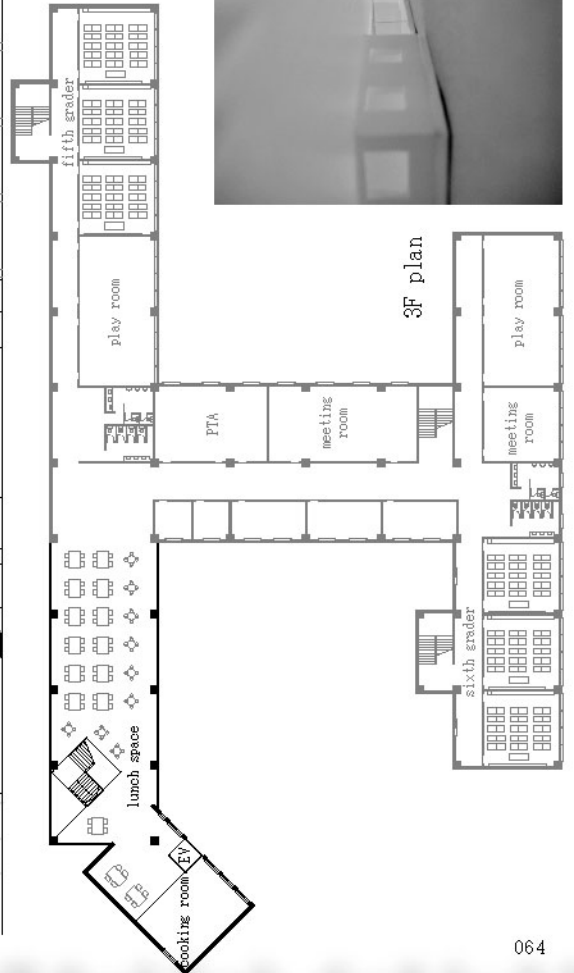 fifth grader
play room
3F plan
play room
PTA
meeting
room
meeting
room
sixth grader
lunch space
EV
cooking room
064